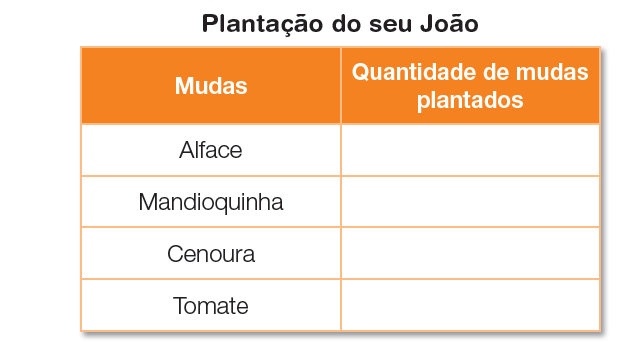 Plantação do seu João
Mudas
Quantidade de mudas
plantados
Alface
Mandioquinha
Cenoura
Tomate